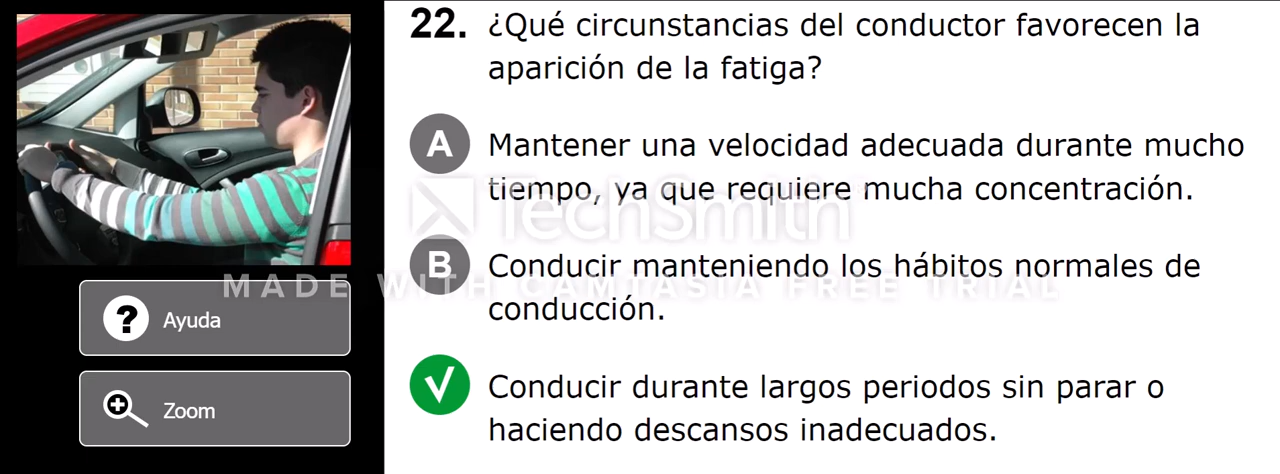 22. ¿Qué circunstancias del conductor favorecen la
aparición de la fatiga?
A Mantener una velocidad adecuada durante mucho
tiempo, ya que requiere mucha concentración.
TechSmith
B Conducir manteniendo los hábitos normales de
MADE WITH CAMTASIA FREE TRIAL
conducción.
Conducir durante largos periodos sin parar o
haciendo descansos inadecuados.
? Ayuda
Zoom